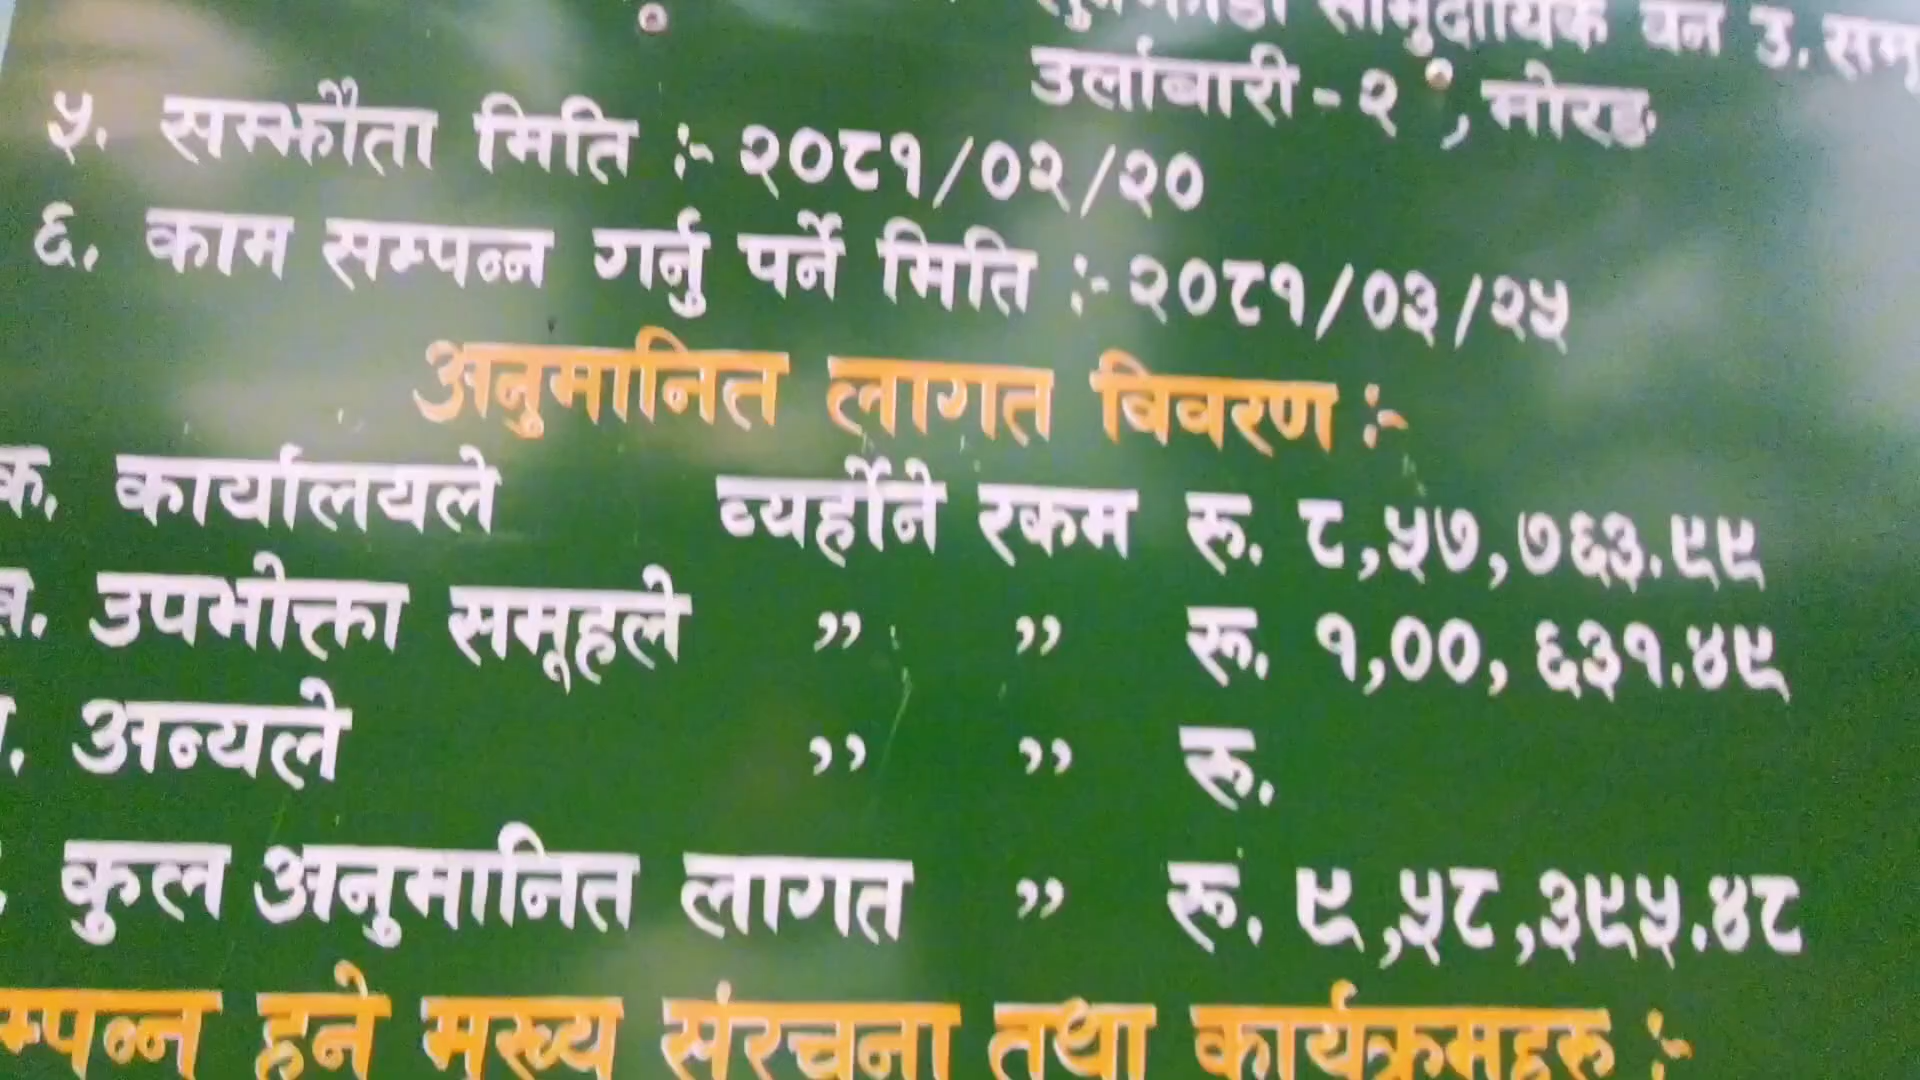 सामुदायिक वन उ. समू
उर्लाबारी - २ , मोरङ
५. सम्झौता मिति :- २०८१/०२/२०
६. काम सम्पन्न गर्नु पर्ने मिति :- २०८१/०३/२५
अनुमानित लागत विवरण :-
क. कार्यालयले व्यहोर्ने रकम रू. ८,५७,७६३.९९
ख. उपभोक्ता समूहले ,, ,, रू. १,००,६३१.४९
. अन्यले ,, ,, रू.
कुल अनुमानित लागत ,, रू. ९,५८,३९५.४८
म्पन्न हुने मुख्य संरचना तथा कार्यक्रमहरू :-